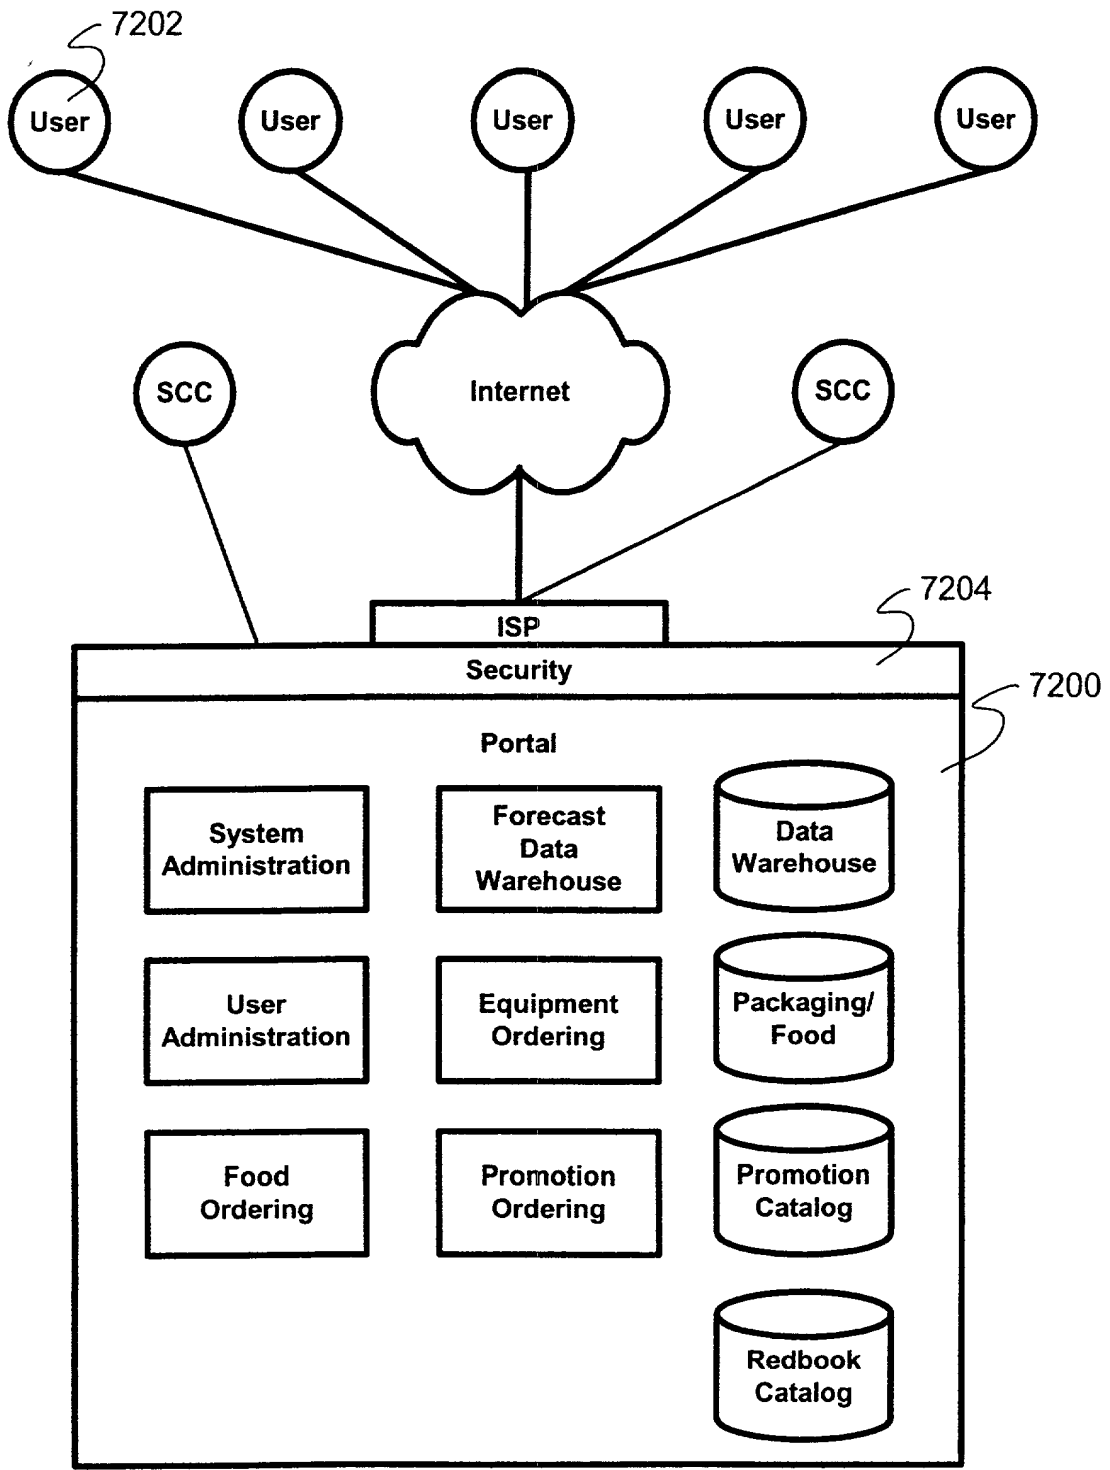 7202
User
User
User
User
User
SCC
Internet
SCC
7204
ISP
Security
7200
Portal
System
Administration
Forecast
Data
Warehouse
Data
Warehouse
User
Administration
Equipment
Ordering
Packaging/
Food
Food
Ordering
Promotion
Ordering
Promotion
Catalog
Redbook
Catalog